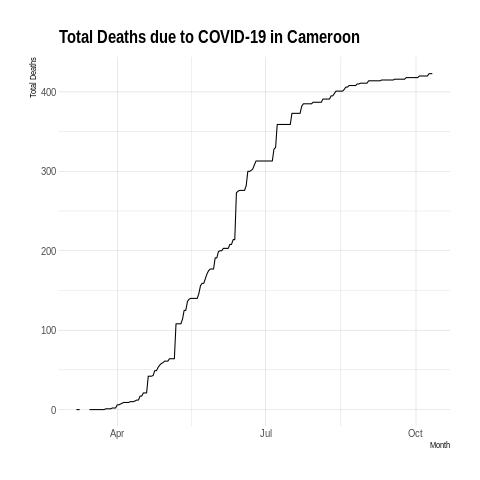 Total Deaths due to COVID-19 in Cameroon
Total Deaths
400
300
200
100
0
Apr
Jul
Oct
Month